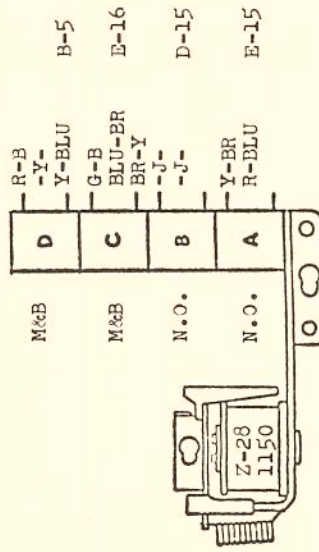 R-B
M&B D -Y-
Y-BLU B-5
G-B
M&B C BLU-BR E-16
BR-Y
-J-
N.O. B -J- D-15
Y-BR
N.O. A R-BLU E-15
Z-28
1150